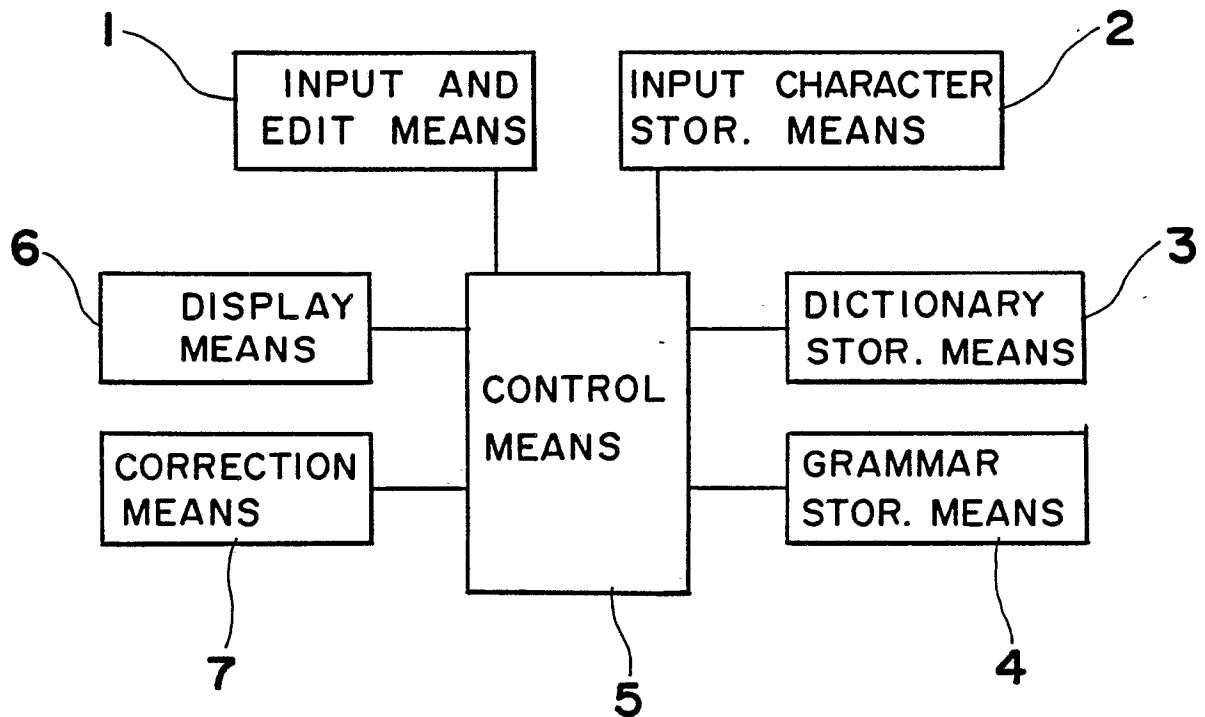 1
INPUT AND
EDIT MEANS
2
INPUT CHARACTER
STOR. MEANS
6
DISPLAY
MEANS
3
DICTIONARY
STOR. MEANS
CONTROL
MEANS
CORRECTION
MEANS
GRAMMAR
STOR. MEANS
7
5
4